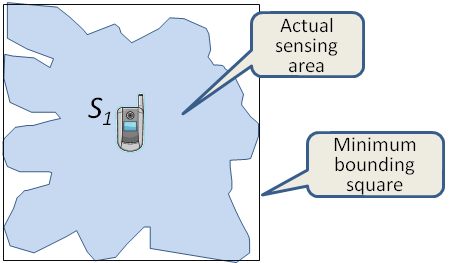 Actual
sensing
area
S1
Minimum
bounding
square